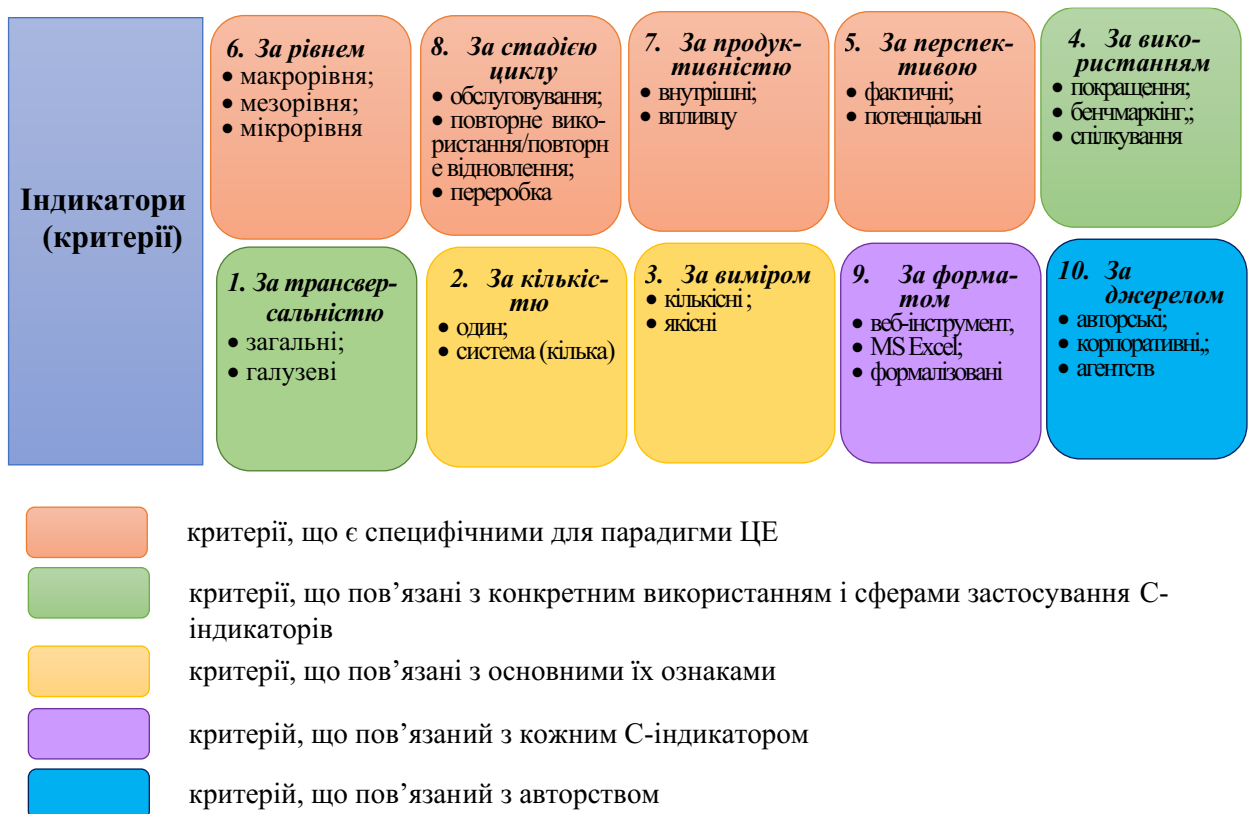 Індикатори
(критерії)
6. За рівнем
• макрорівня;
• мезорівня;
• мікрорівня
8. За стадією
циклу
• обслуговування;
• повторне вико-
ристання/повторн
е відновлення;
• переробка
7. За продук-
тивністю
• внутрішні;
• впливцу
5. За перспек-
тивою
• фактичні;
• потенціальні
4. За вико-
ристанням
• покращення;
• бенчмаркінг;;
• спілкування
1. За трансвер-
сальністю
• загальні;
• галузеві
2. За кількіс-
тю
• один;
• система (кілька)
3. За виміром
• кількісні ;
• якісні
9. За форма-
том
• веб-інструмент,
• MS Excel;
• формалізовані
10. За
джерелом
• авторські;
• корпоративні,;
• агентств
критерії, що є специфічними для парадигми ЦЕ
критерії, що пов’язані з конкретним використанням і сферами застосування С-
індикаторів
критерії, що пов’язані з основними їх ознаками
критерій, що пов’язаний з кожним С-індикатором
критерій, що пов’язаний з авторством